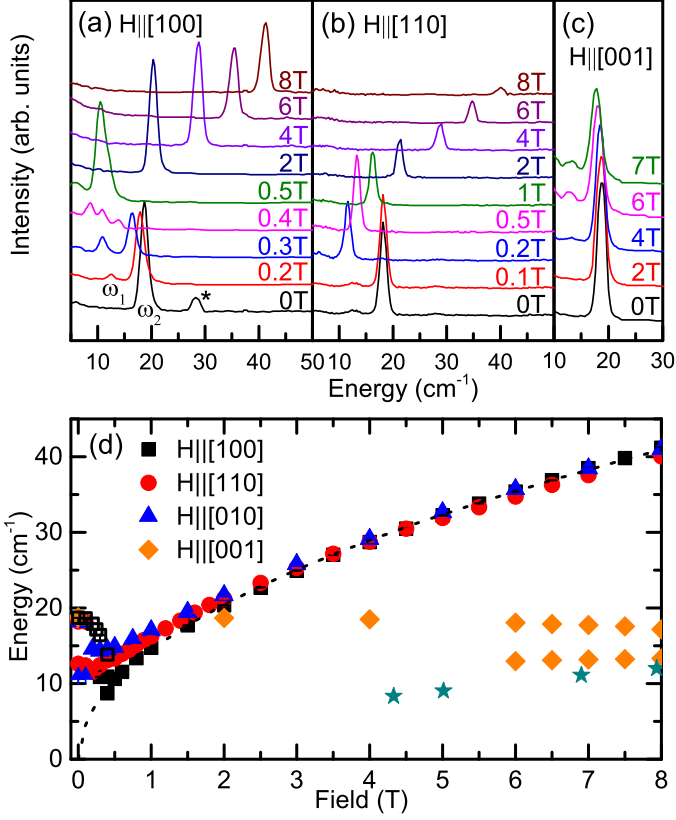 (a) H||[100]
8T
6T
4T
2T
0.5T
0.4T
0.3T
0.2T
0T
ω1
ω2
*
(b) H||[110]
8T
6T
4T
2T
1T
0.5T
0.2T
0.1T
0T
(c)
H||[001]
7T
6T
4T
2T
0T
Intensity (arb. units)
10 20 30 40 50 10 20 30 40 10 20 30
Energy (cm-1)
(d)
H||[100]
H||[110]
H||[010]
H||[001]
40
30
20
10
0
Energy (cm-1)
0 1 2 3 4 5 6 7 8
Field (T)